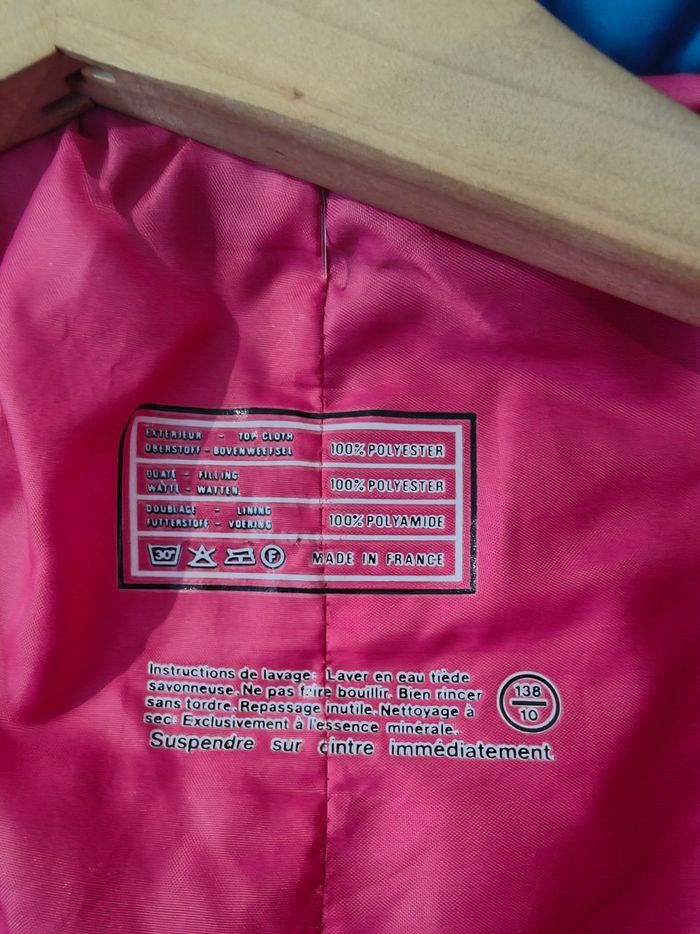 EXTERIEUR - TOP CLOTH
OBERSTOFF - BOVENWEEFSEL 100% POLYESTER
OUATE - FILLING
WATTE - WATTEN 100% POLYESTER
DOUBLAGE - LINING
FUTTERSTOFF - VOERING 100% POLYAMIDE
30° F MADE IN FRANCE
Instructions de lavage: Laver en eau tiède
savonneuse. Ne pas faire bouillir. Bien rincer
sans tordre. Repassage inutile. Nettoyage à
sec: Exclusivement à l'essence minérale.
Suspendre sur cintre immédiatement
138
10